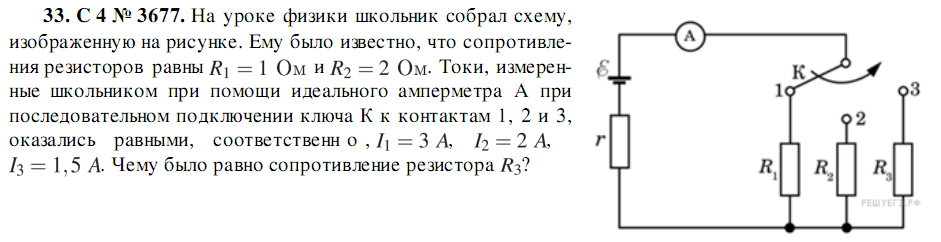 33. С 4 № 3677. На уроке физики школьник собрал схему,
изображенную на рисунке. Ему было известно, что сопротивле-
ния резисторов равны R₁ = 1 Ом и R₂ = 2 Ом. Токи, измерен-
ные школьником при помощи идеального амперметра А при
последовательном подключении ключа К к контактам 1, 2 и 3,
оказались равными, соответственн о , I₁ = 3 А, I₂ = 2 А,
I₃ = 1,5 А. Чему было равно сопротивление резистора R₃?
A
ℰ
К
1
3
2
r
R₁
R₂
R₃
РЕШУЕГЭ.РФ